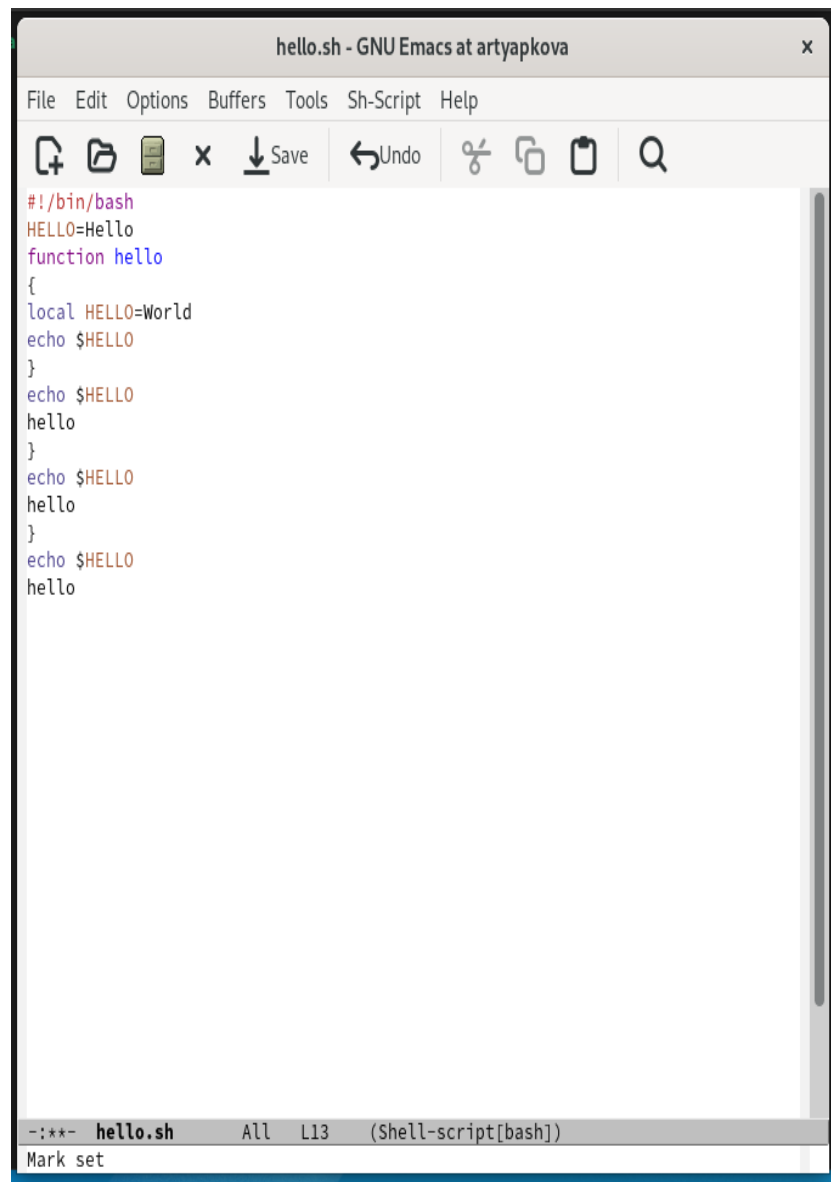 hello.sh - GNU Emacs at artyapkova x
File Edit Options Buffers Tools Sh-Script Help
Save Undo
#!/bin/bash
HELLO=Hello
function hello
{
local HELLO=World
echo $HELLO
}
echo $HELLO
hello
}
echo $HELLO
hello
}
echo $HELLO
hello
-:**- hello.sh All L13 (Shell-script[bash])
Mark set